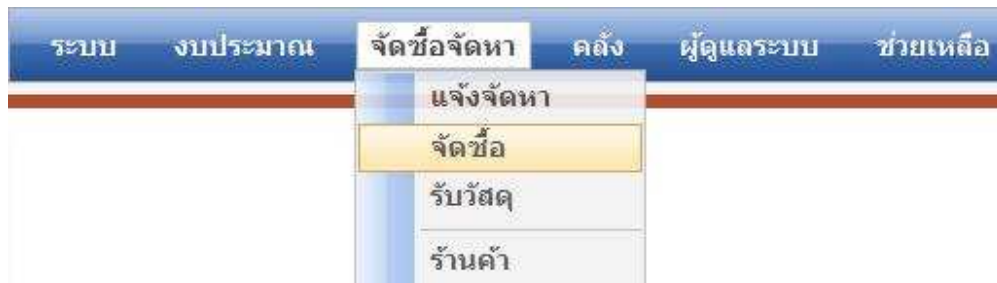 ระบบ งบประมาณ จัดซื้อจัดหา คลัง ผู้ดูแลระบบ ช่วยเหลือ
แจ้งจัดหา
จัดซื้อ
รับวัสดุ
ร้านค้า